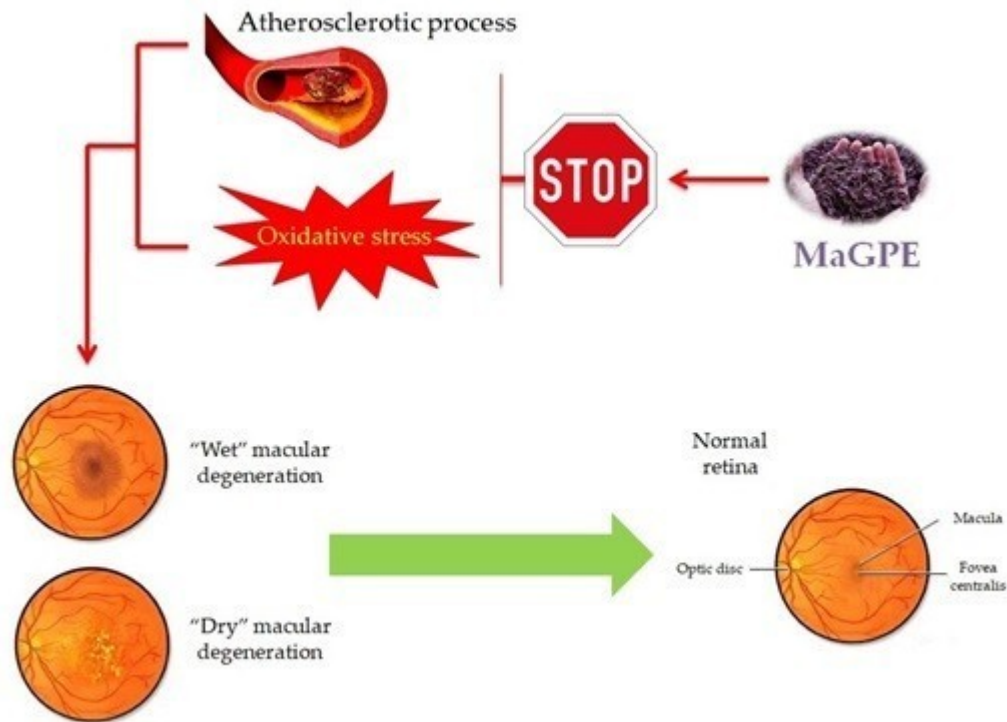 Atherosclerotic process
Oxidative stress
STOP
MaGPE
“Wet” macular
degeneration
Normal
retina
Macula
Optic disc
Fovea
centralis
“Dry” macular
degeneration